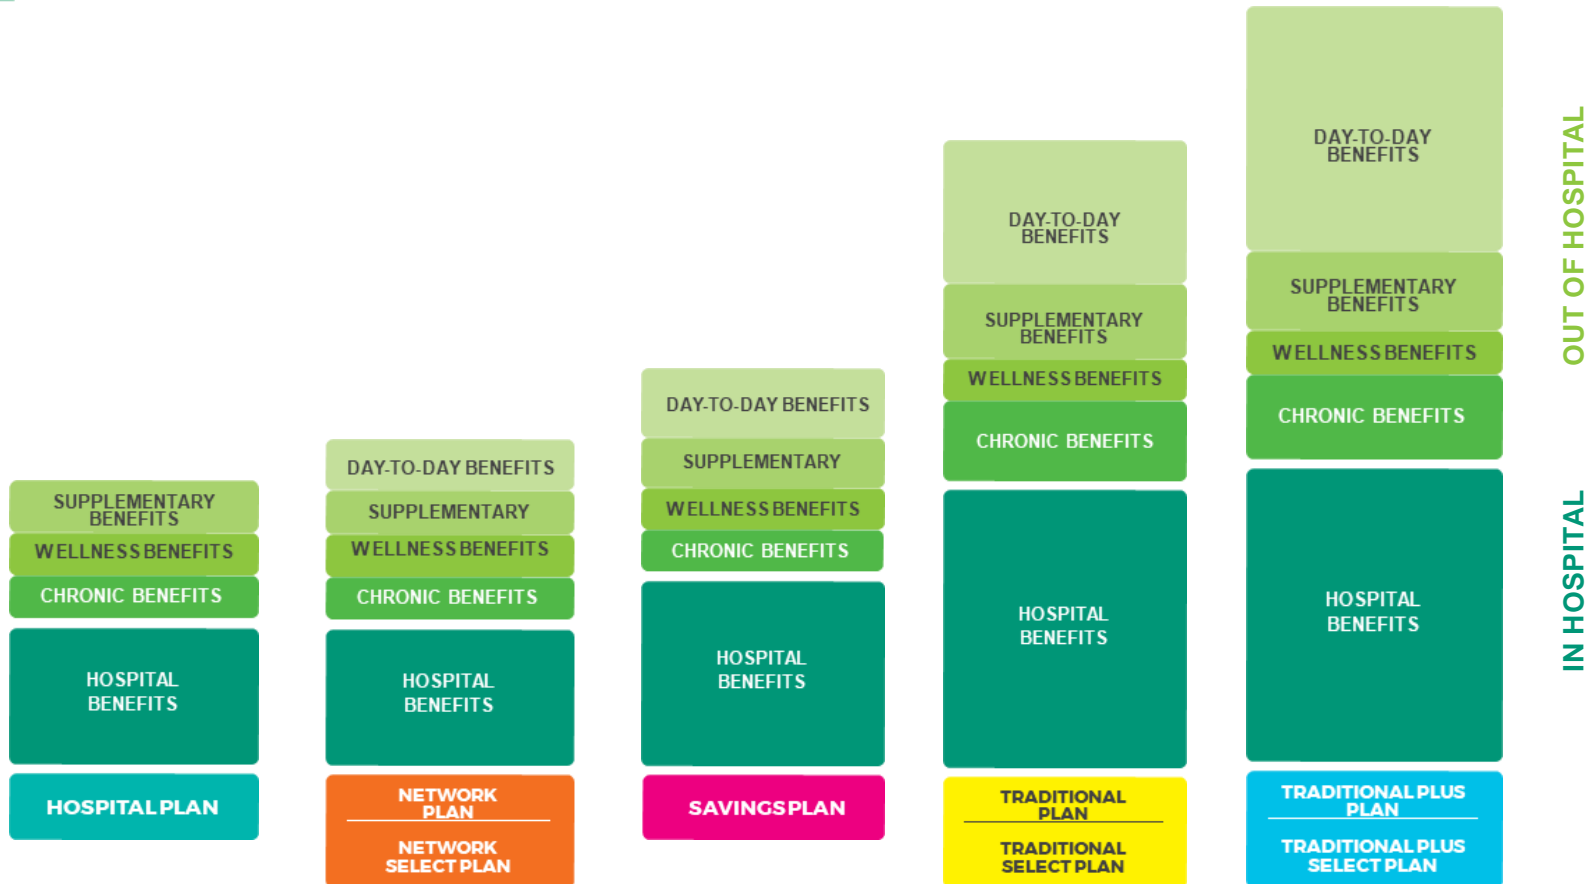 SUPPLEMENTARY
BENEFITS
WELLNESS BENEFITS
CHRONIC BENEFITS
HOSPITAL
BENEFITS
HOSPITAL PLAN
DAY-TO-DAY BENEFITS
SUPPLEMENTARY
WELLNESS BENEFITS
CHRONIC BENEFITS
HOSPITAL
BENEFITS
NETWORK
PLAN
NETWORK
SELECT PLAN
DAY-TO-DAY BENEFITS
SUPPLEMENTARY
WELLNESS BENEFITS
CHRONIC BENEFITS
HOSPITAL
BENEFITS
SAVINGS PLAN
DAY-TO-DAY
BENEFITS
SUPPLEMENTARY
BENEFITS
WELLNESS BENEFITS
CHRONIC BENEFITS
HOSPITAL
BENEFITS
TRADITIONAL
PLAN
TRADITIONAL
SELECT PLAN
DAY-TO-DAY
BENEFITS
SUPPLEMENTARY
BENEFITS
WELLNESS BENEFITS
CHRONIC BENEFITS
HOSPITAL
BENEFITS
TRADITIONAL PLUS
PLAN
TRADITIONAL PLUS
SELECT PLAN
OUT OF HOSPITAL
IN HOSPITAL